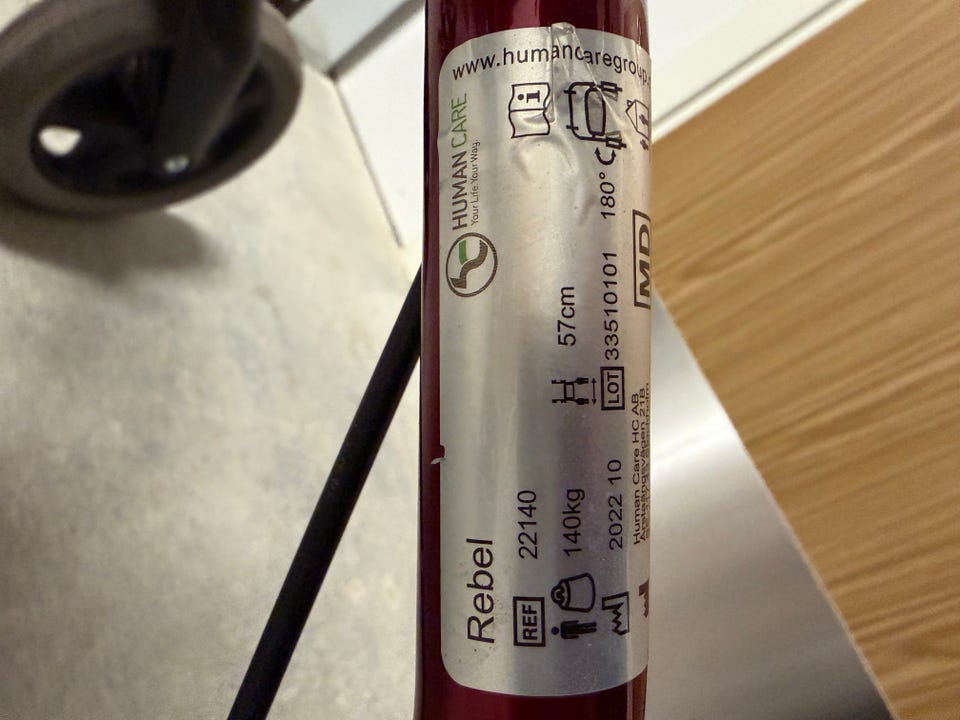 www.humancaregroup.
HUMAN CARE
Your Life. Your Way.
Rebel
REF 22140
140kg 57cm
2022 10 LOT 33510101 180°
MD
Human Care HC AB
21B